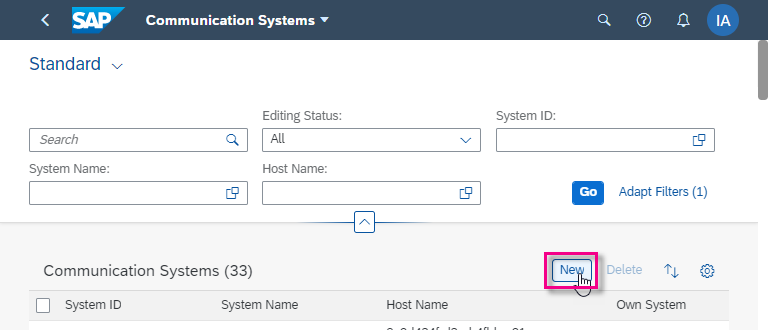 SAP Communication Systems IA
Standard
Editing Status: System ID:
Search All
System Name: Host Name:
Go Adapt Filters (1)
Communication Systems (33) New Delete
System ID System Name Host Name Own System